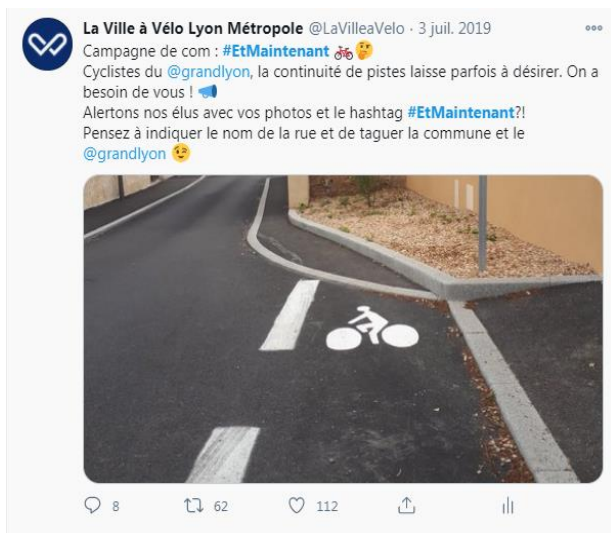 La Ville à Vélo Lyon Métropole @LaVilleaVelo · 3 juil. 2019
Campagne de com : #EtMaintenant 🚲🤔
Cyclistes du @grandlyon, la continuité de pistes laisse parfois à désirer. On a
besoin de vous ! 📣
Alertons nos élus avec vos photos et le hashtag #EtMaintenant?!
Pensez à indiquer le nom de la rue et de taguer la commune et le
@grandlyon 😉
8 62 112